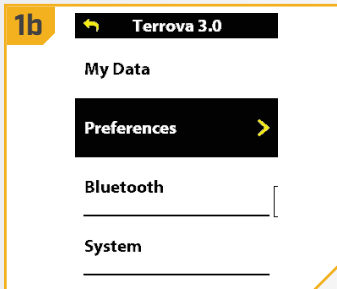 1b
Terrova 3.0
My Data
Preferences
Bluetooth
System